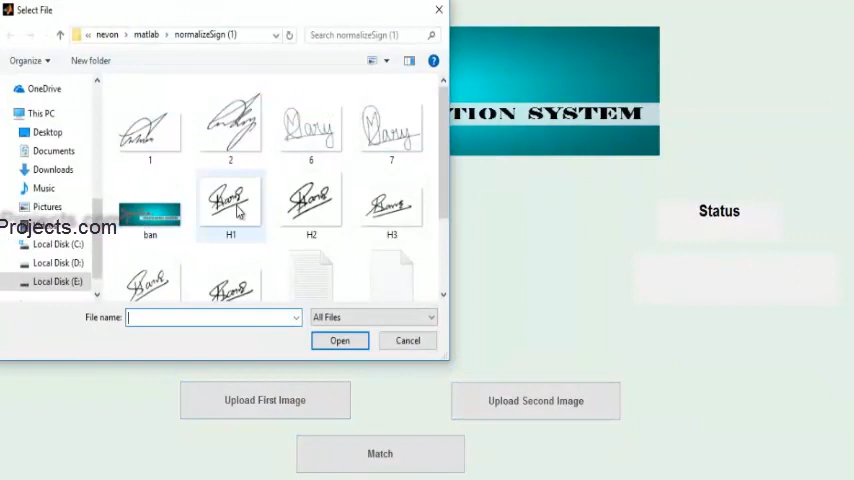 Select File
« nevon › matlab › normalizeSign (1)
Search normalizeSign (1)
Organize
New folder
OneDrive
This PC
Desktop
Documents
Downloads
Music
Pictures
Projects.com
Local Disk (C:)
Local Disk (D:)
Local Disk (E:)
Mary
Mary
1
2
6
7
ban
H1
H2
H3
File name:
All Files
Open
Cancel
TION SYSTEM
Status
Upload First Image
Upload Second Image
Match